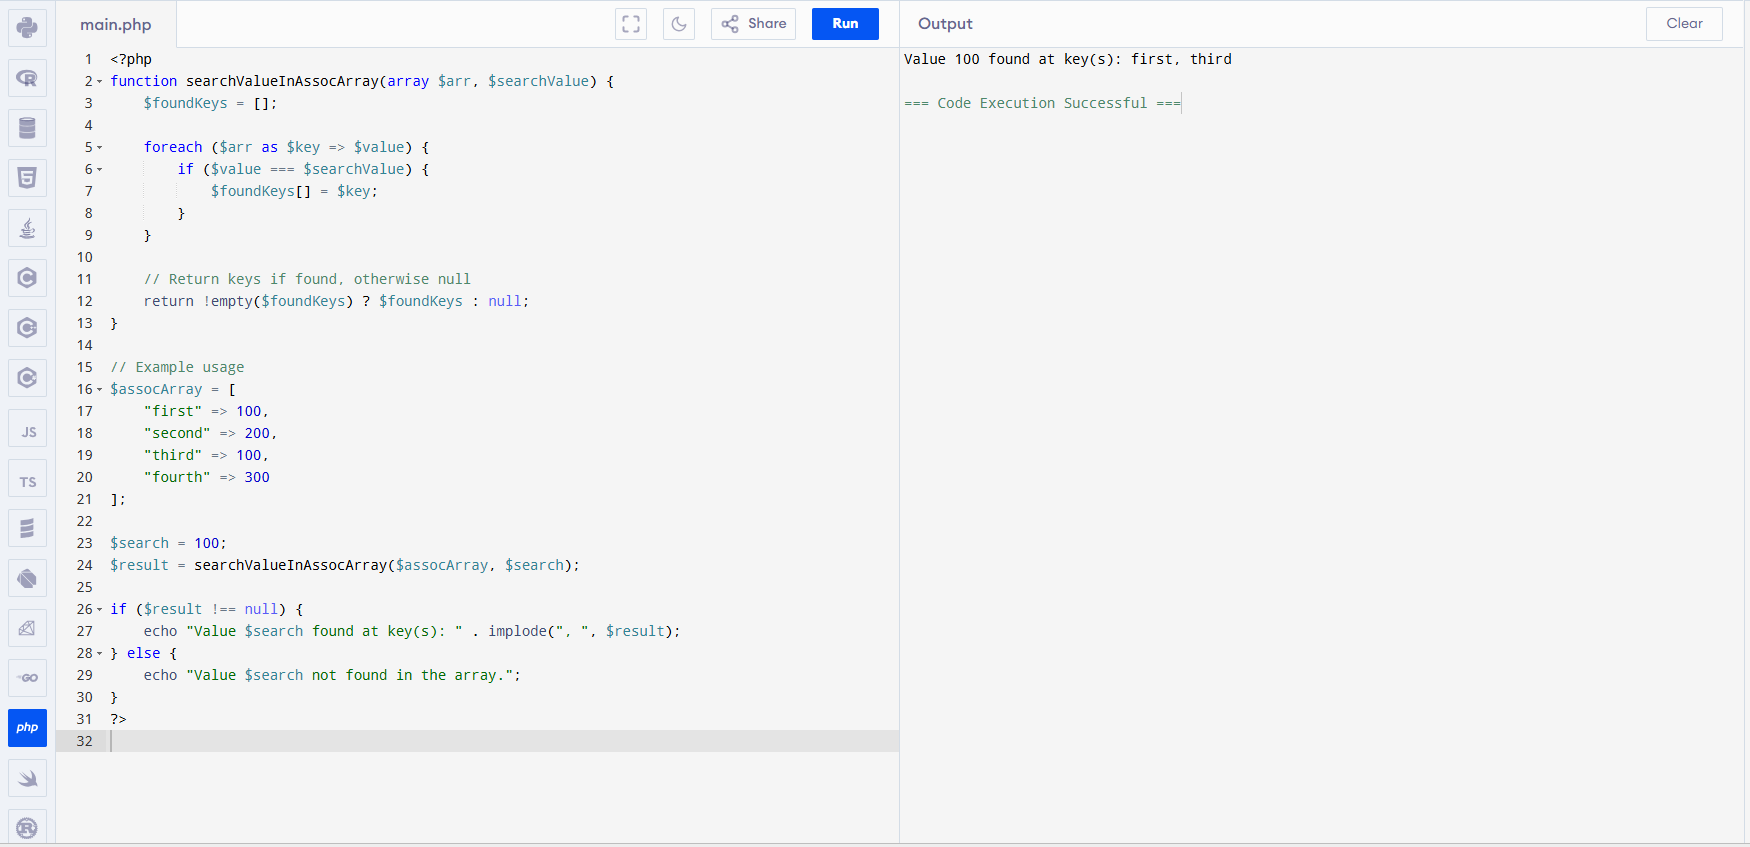 main.php
Share
Run
Output
Clear
JS
TS
GO
php
1 <?php
2 function searchValueInAssocArray(array $arr, $searchValue) {
3     $foundKeys = [];
4
5     foreach ($arr as $key => $value) {
6         if ($value === $searchValue) {
7             $foundKeys[] = $key;
8         }
9     }
10
11     // Return keys if found, otherwise null
12     return !empty($foundKeys) ? $foundKeys : null;
13 }
14
15 // Example usage
16 $assocArray = [
17     "first" => 100,
18     "second" => 200,
19     "third" => 100,
20     "fourth" => 300
21 ];
22
23 $search = 100;
24 $result = searchValueInAssocArray($assocArray, $search);
25
26 if ($result !== null) {
27     echo "Value $search found at key(s): " . implode(", ", $result);
28 } else {
29     echo "Value $search not found in the array.";
30 }
31 ?>
32
Value 100 found at key(s): first, third
=== Code Execution Successful ===